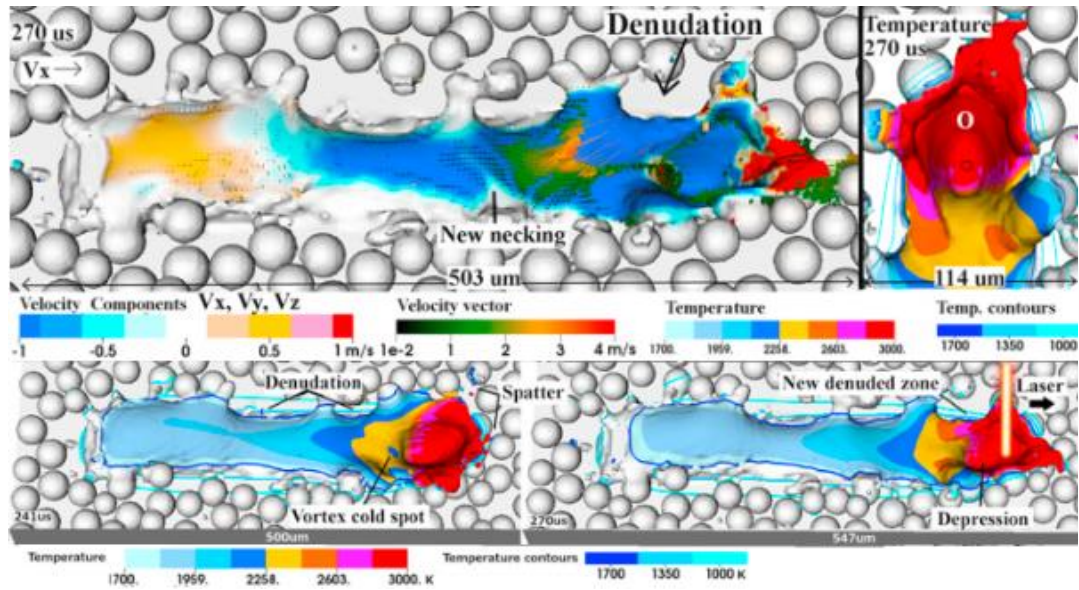 270 us
Denudation
Vx→
New necking
503 um
Temperature
270 us
O
114 um
Velocity Components Vx, Vy, Vz
-1 -0.5 0 0.5 1 m/s
Velocity vector
1e-2 1 2 3 4 m/s
Temperature
1700. 1959. 2258. 2603. 3000.
Temp. contours
1700 1350 1000 K
Denudation
Spatter
Vortex cold spot
241us
500um
New denuded zone
Laser
Depression
270us
547um
Temperature
1700. 1959. 2258. 2603. 3000. K
Temperature contours
1700 1350 1000 K